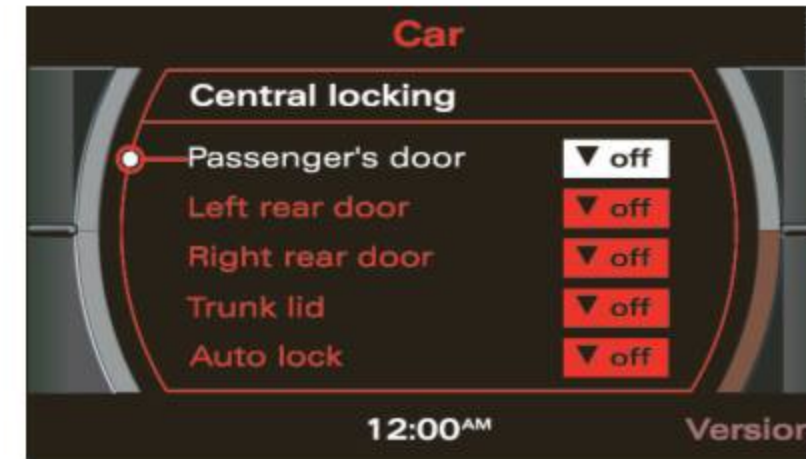 Car
Central locking
Passenger's door ▼ off
Left rear door ▼ off
Right rear door ▼ off
Trunk lid ▼ off
Auto lock ▼ off
12:00AM Version